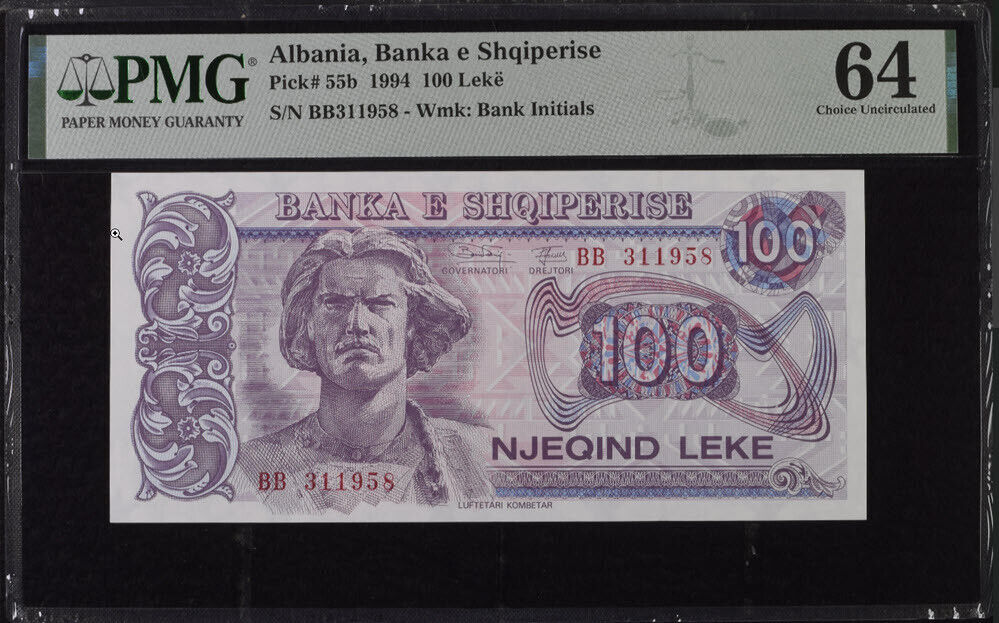 PMG®
PAPER MONEY GUARANTY
Albania, Banka e Shqiperise
Pick# 55b 1994 100 Lekë
S/N BB311958 - Wmk: Bank Initials
64
Choice Uncirculated
BANKA E SHQIPERISE
100
GOVERNATORI DREJTORI
BB 311958
100
NJEQIND LEKE
BB 311958
LUFTETARI KOMBETAR